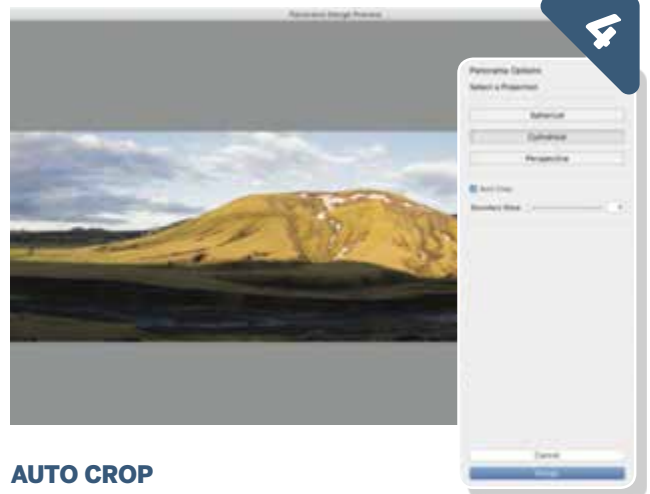 Panorama Merge Preview
4
Panorama Options
Select a Projection
Spherical
Cylindrical
Perspective
Auto Crop
Boundary Warp
Cancel
Merge
AUTO CROP